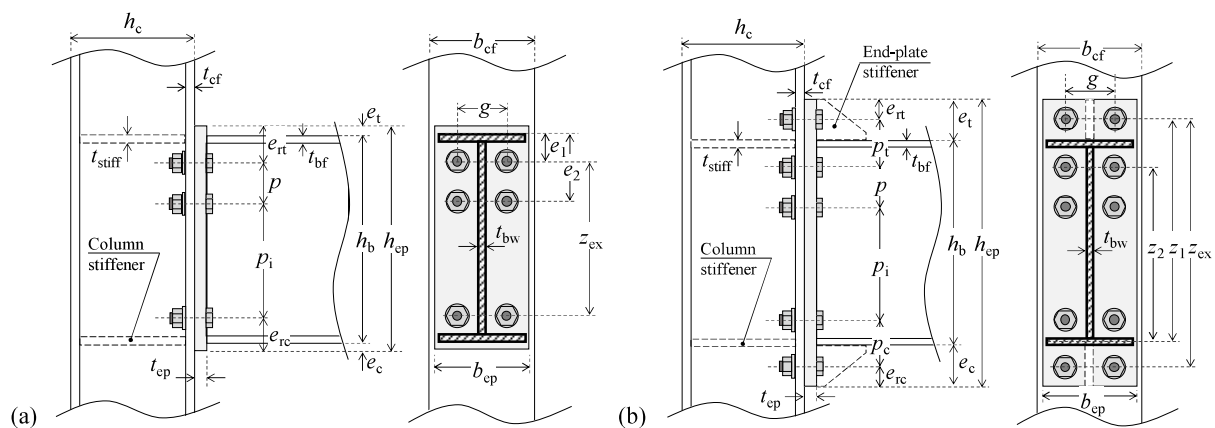 h_c
b_cf
t_cf
g
e_t
e_rt
e_1
t_stiff
t_bf
e_2
p
t_bw
z_ex
h_b
h_ep
Column
stiffener
p_i
e_rc
t_ep
e_c
b_ep
(a)
h_c
End-plate
stiffener
b_cf
t_cf
g
e_rt
e_t
p_t
t_stiff
t_bf
p
t_bw
Column
stiffener
p_i
h_b
h_ep
z_2
z_1
z_ex
p_c
e_c
e_rc
t_ep
b_ep
(b)